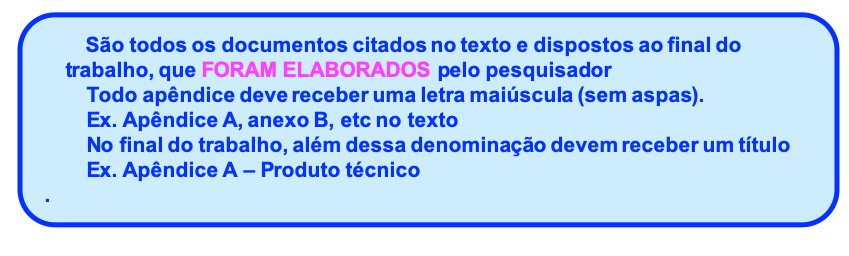 São todos os documentos citados no texto e dispostos ao final do
trabalho, que FORAM ELABORADOS pelo pesquisador
Todo apêndice deve receber uma letra maiúscula (sem aspas).
Ex. Apêndice A, anexo B, etc no texto
No final do trabalho, além dessa denominação devem receber um título
Ex. Apêndice A – Produto técnico
.